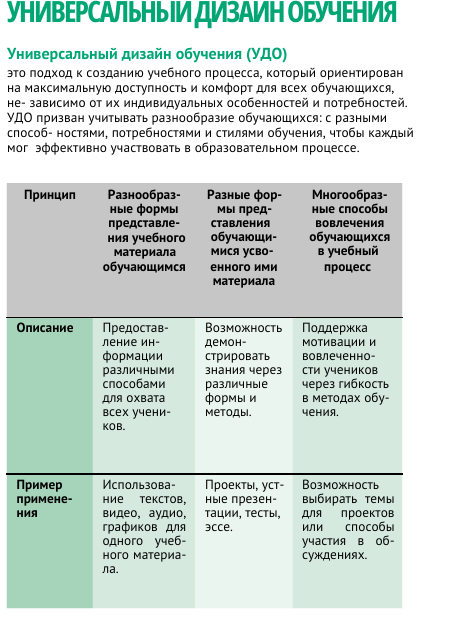 УНИВЕРСАЛЬНЫЙ ДИЗАЙН ОБУЧЕНИЯ
Универсальный дизайн обучения (УДО)
это подход к созданию учебного процесса, который ориентирован
на максимальную доступность и комфорт для всех обучающихся,
не- зависимо от их индивидуальных особенностей и потребностей.
УДО призван учитывать разнообразие обучающихся: с разными
способ- ностями, потребностями и стилями обучения, чтобы каждый
мог эффективно участвовать в образовательном процессе.
Принцип
Разнообраз-
ные формы
представле-
ния учебного
материала
обучающимся
Разные фор-
мы пред-
ставления
обучающи-
мися усво-
енного ими
материала
Многообраз-
ные способы
вовлечения
обучающихся
в учебный
процесс
Описание
Предостав-
ление ин-
формации
различными
способами
для охвата
всех учени-
ков.
Возможность
демон-
стрировать
знания через
различные
формы и
методы.
Поддержка
мотивации и
вовлеченно-
сти учеников
через гибкость
в методах обу-
чения.
Пример
примене-
ния
Использова-
ние текстов,
видео, аудио,
графиков для
одного учеб-
ного материа-
ла.
Проекты, уст-
ные презен-
тации, тесты,
эссе.
Возможность
выбирать темы
для проектов
или способы
участия в об-
суждениях.